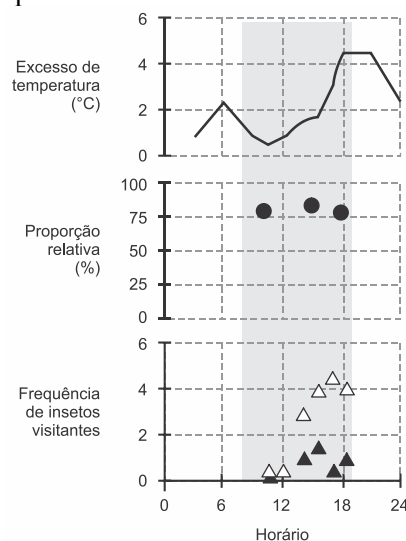 Excesso de
temperatura
(°C)
6
4
2
0
Proporção
relativa
(%)
100
75
50
25
0
Frequência
de insetos
visitantes
6
4
2
0
0 6 12 18 24
Horário